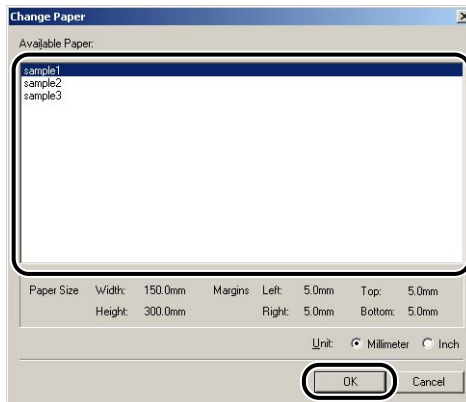 Change Paper
Available Paper:
sample1
sample2
sample3
Paper Size Width: 150.0mm Margins Left: 5.0mm Top: 5.0mm
Height: 300.0mm Right: 5.0mm Bottom: 5.0mm
Unit: Millimeter Inch
OK Cancel